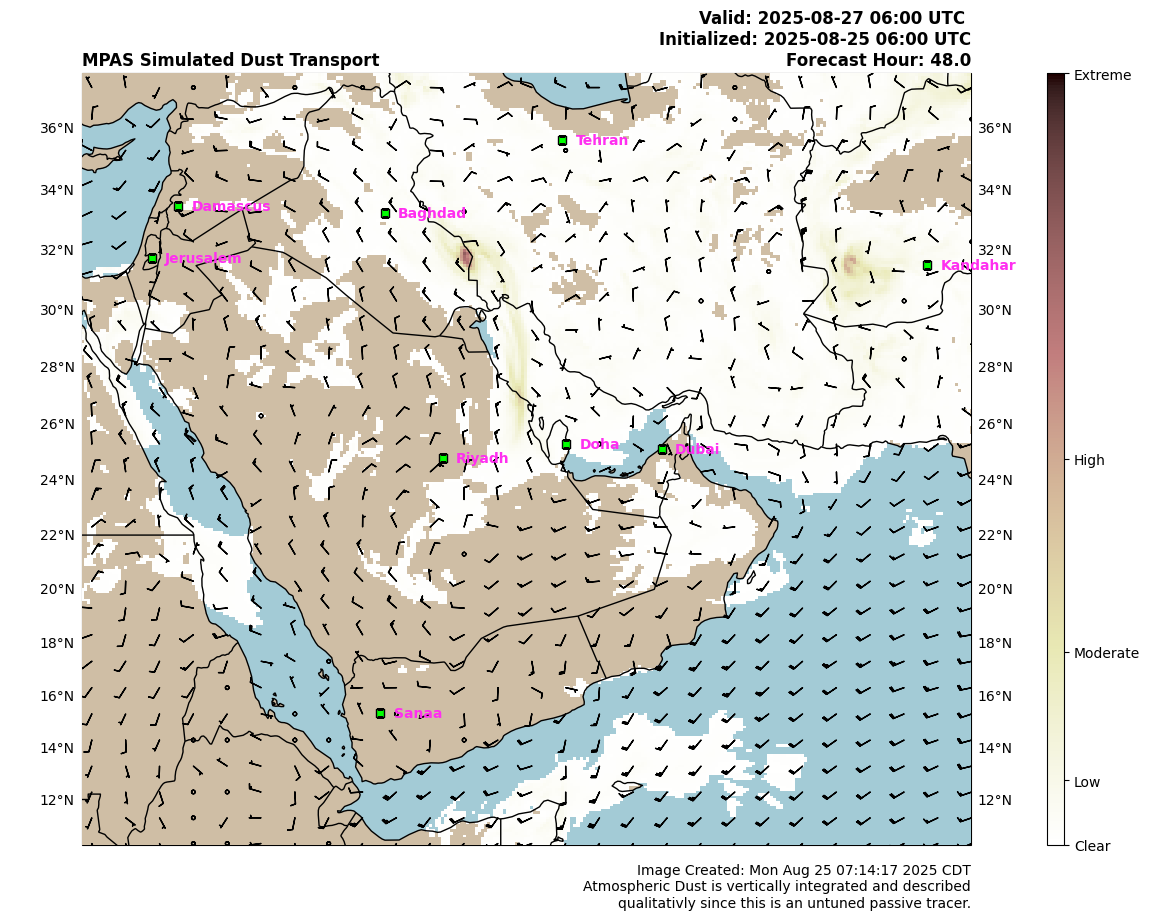 Valid: 2025-08-27 06:00 UTC
Initialized: 2025-08-25 06:00 UTC
MPAS Simulated Dust Transport
Forecast Hour: 48.0
Extreme
36°N
36°N
Tehran
34°N
34°N
Damascus
Baghdad
32°N
32°N
Jerusalem
Kandahar
30°N
30°N
28°N
28°N
26°N
26°N
Doha
Dubai
Riyadh
High
24°N
24°N
22°N
22°N
20°N
20°N
18°N
18°N
Moderate
16°N
16°N
Sanaa
14°N
14°N
Low
12°N
12°N
Clear
Image Created: Mon Aug 25 07:14:17 2025 CDT
Atmospheric Dust is vertically integrated and described
qualitativly since this is an untuned passive tracer.